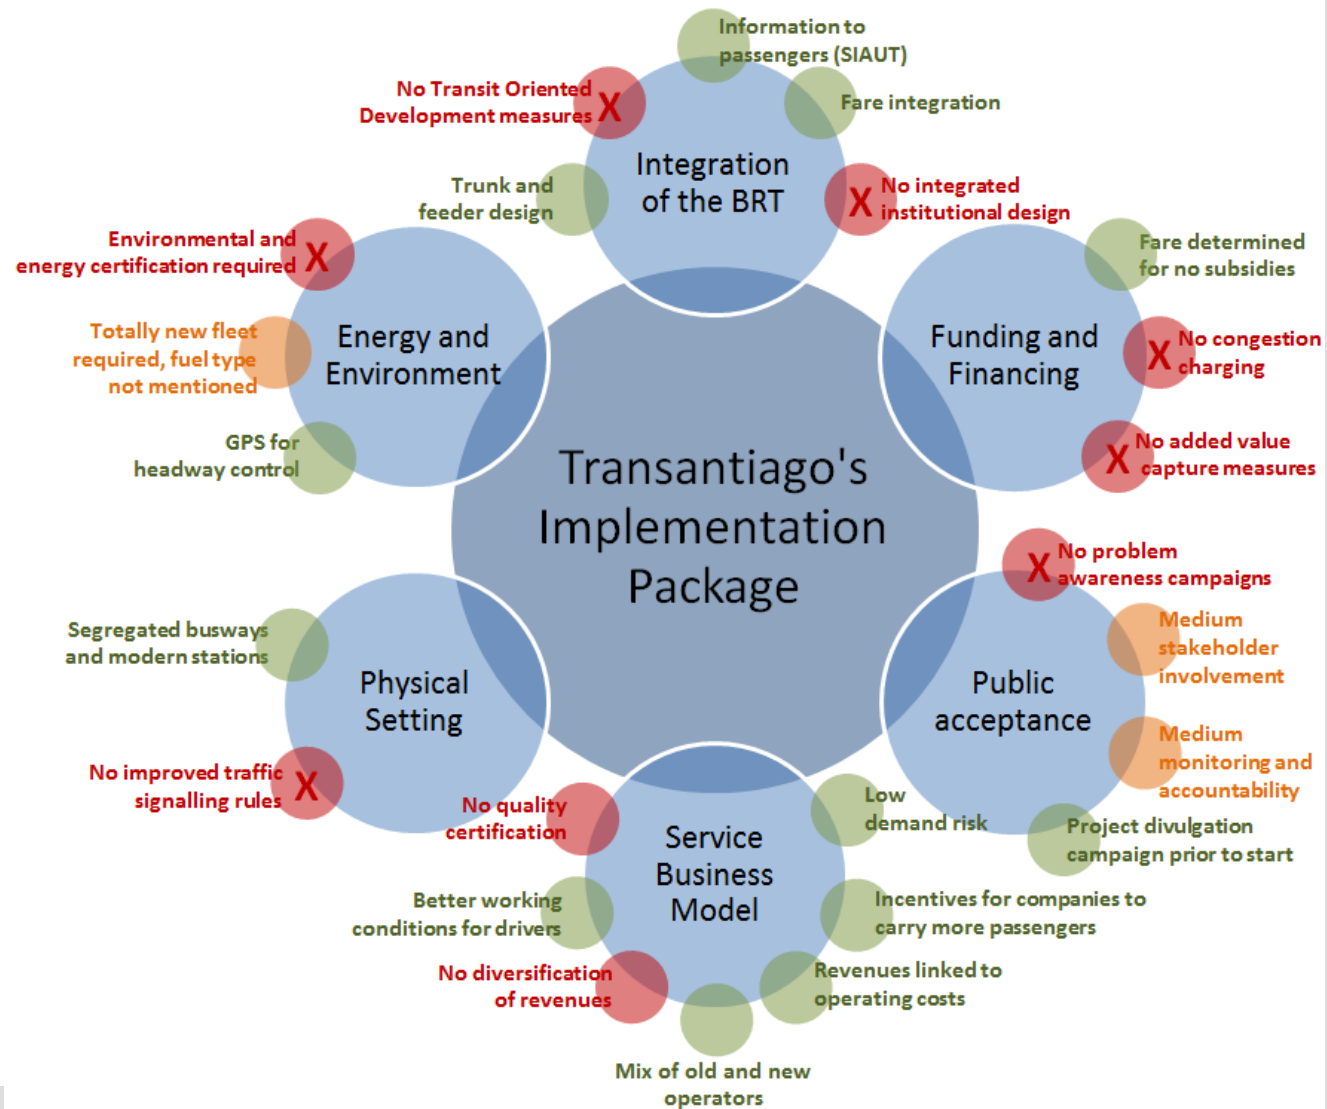 Information to
passengers (SIAUT)
No Transit Oriented
Development measures
X
Fare integration
Integration
of the BRT
Trunk and
feeder design
X
No integrated
institutional design
Environmental and
energy certification required
X
Fare determined
for no subsidies
Totally new fleet
required, fuel type
not mentioned
Energy and
Environment
Funding and
Financing
X
No congestion
charging
GPS for
headway control
X
No added value
capture measures
Transantiago's
Implementation
Package
X
No problem
awareness campaigns
Segregated busways
and modern stations
Medium
stakeholder
involvement
Physical
Setting
Public
acceptance
Medium
monitoring and
accountability
No improved traffic
signalling rules
X
No quality
certification
Low
demand risk
Project divulgation
campaign prior to start
Service
Business
Model
Better working
conditions for drivers
Incentives for companies to
carry more passengers
No diversification
of revenues
Revenues linked to
operating costs
Mix of old and new
operators